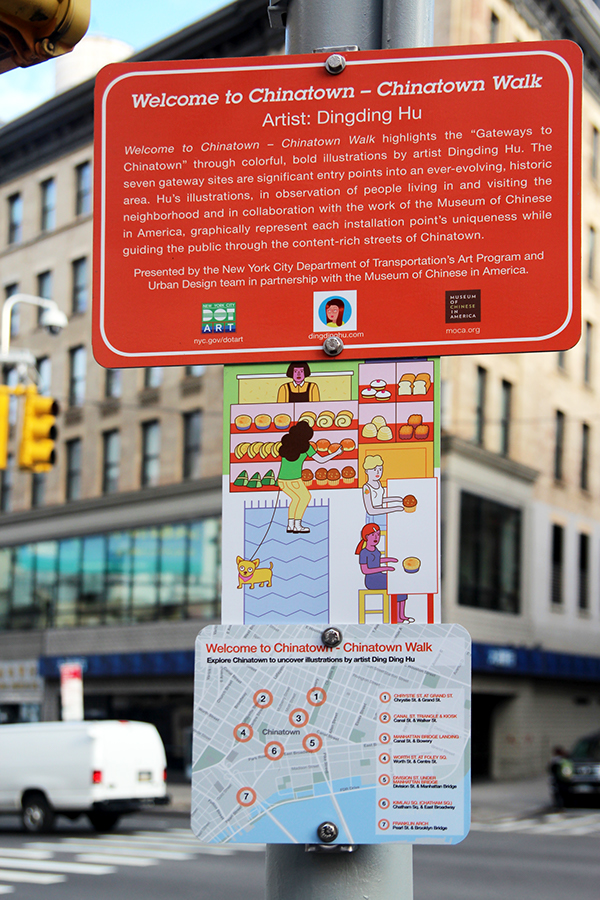 Welcome to Chinatown – Chinatown Walk
Artist: Dingding Hu
Welcome to Chinatown – Chinatown Walk highlights the “Gateways to
Chinatown” through colorful, bold illustrations by artist Dingding Hu. The
seven gateway sites are significant entry points into an ever-evolving, historic
area. Hu's illustrations, in observation of people living in and visiting the
neighborhood and in collaboration with the work of the Museum of Chinese
in America, graphically represent each installation point's uniqueness while
guiding the public through the content-rich streets of Chinatown.
Presented by the New York City Department of Transportation's Art Program and
Urban Design team in partnership with the Museum of Chinese in America.
NEW YORK CITY
DOT
ART
nyc.gov/dotart
dingdinghu.com
MUSEUM
OF
CHINESE
IN
AMERICA
moca.org
Welcome to Chinatown - Chinatown Walk
Explore Chinatown to uncover illustrations by artist Ding Ding Hu
Chinatown
1
2
3
4
5
6
7
1 CHRYSTIE ST. AT GRAND ST.
Chrystie St. & Grand St.
2 CANAL ST. TRIANGLE & KIOSK
Canal St. & Walker St.
3 MANHATTAN BRIDGE LANDING
Canal St. & Bowery
4 WORTH ST. AT FOLEY SQ.
Worth St. & Centre St.
5 DIVISION ST. UNDER
MANHATTAN BRIDGE
Division St. & Manhattan Bridge
6 KIMLAU SQ. (CHATHAM SQ.)
Chatham Sq. & East Broadway
7 FRANKLIN ARCH
Pearl St. & Brooklyn Bridge